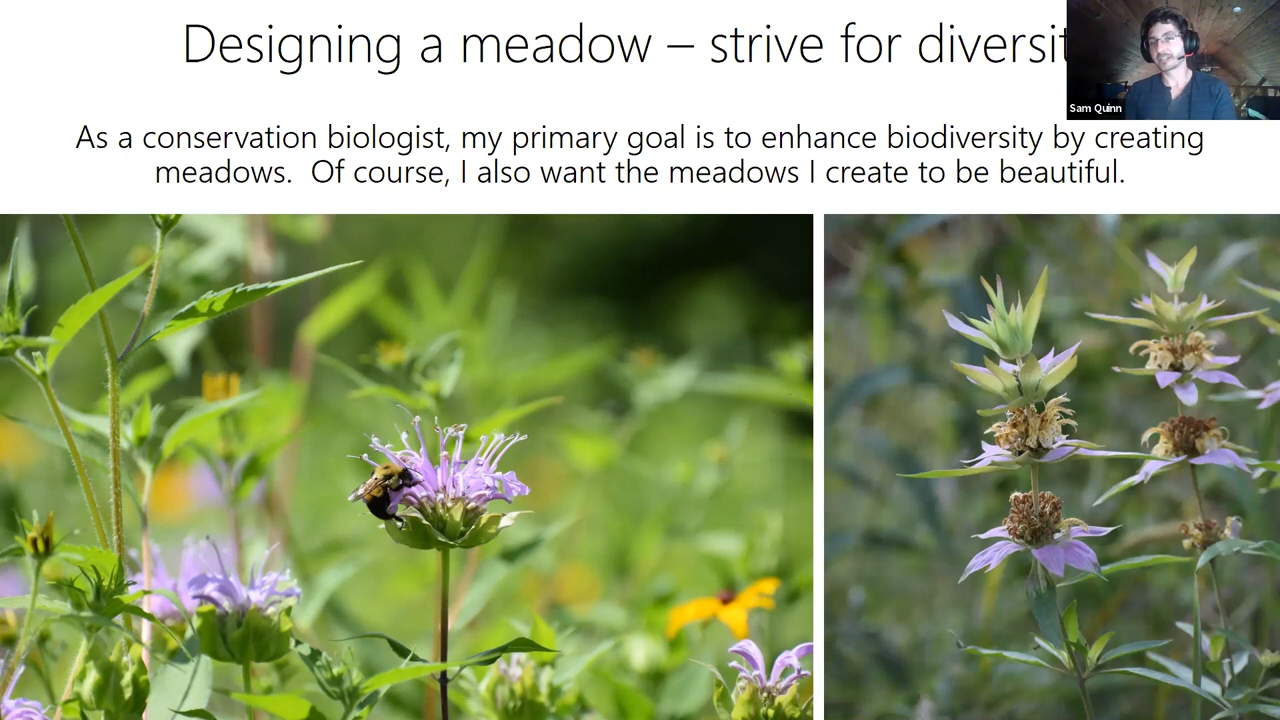 Designing a meadow – strive for diversit
As a conservation biologist, my primary goal is to enhance biodiversity by creating
meadows.  Of course, I also want the meadows I create to be beautiful.
Sam Quinn